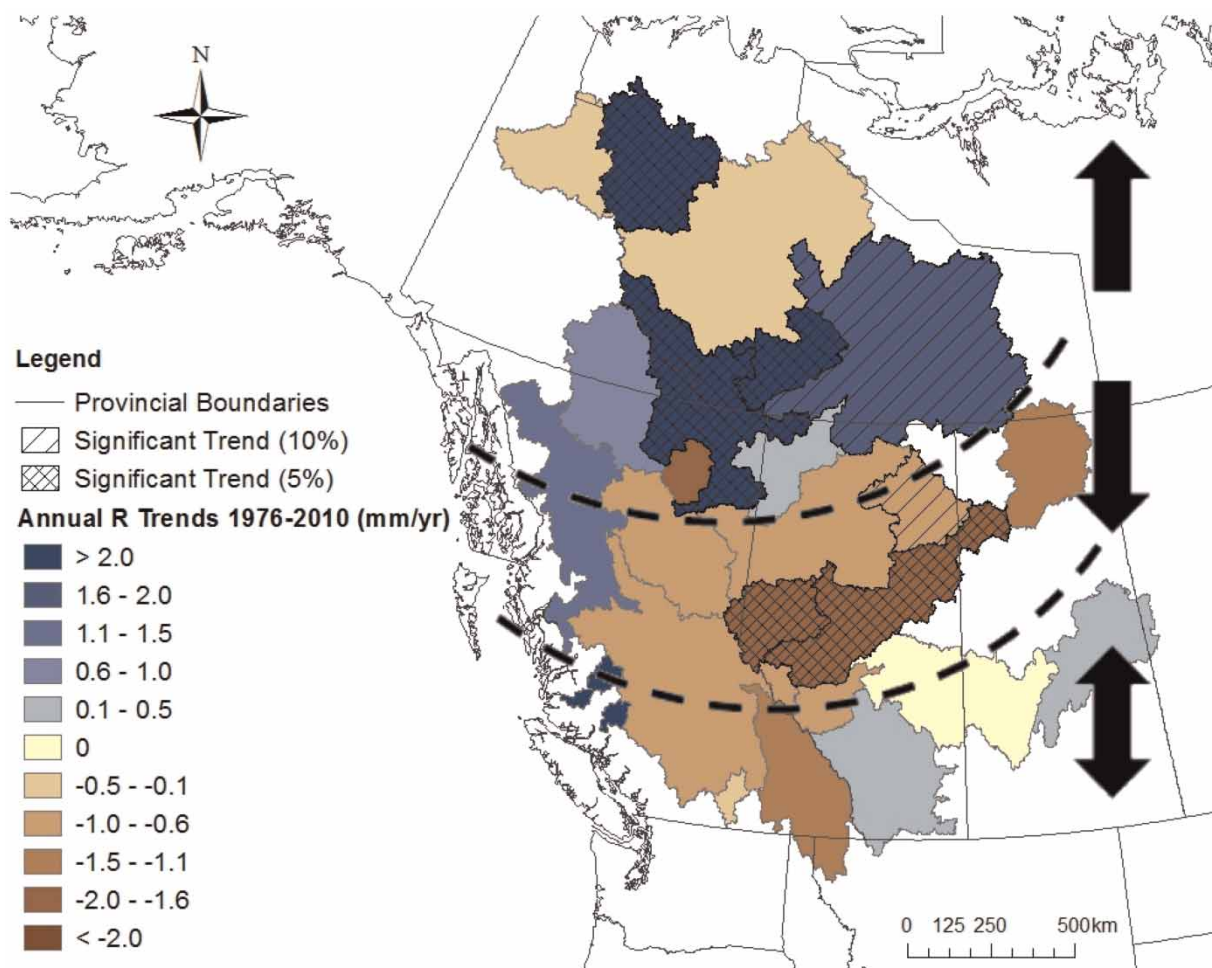 N
Legend
Provincial Boundaries
Significant Trend (10%)
Significant Trend (5%)
Annual R Trends 1976-2010 (mm/yr)
> 2.0
1.6 - 2.0
1.1 - 1.5
0.6 - 1.0
0.1 - 0.5
0
-0.5 - -0.1
-1.0 - -0.6
-1.5 - -1.1
-2.0 - -1.6
< -2.0
0 125 250 500km